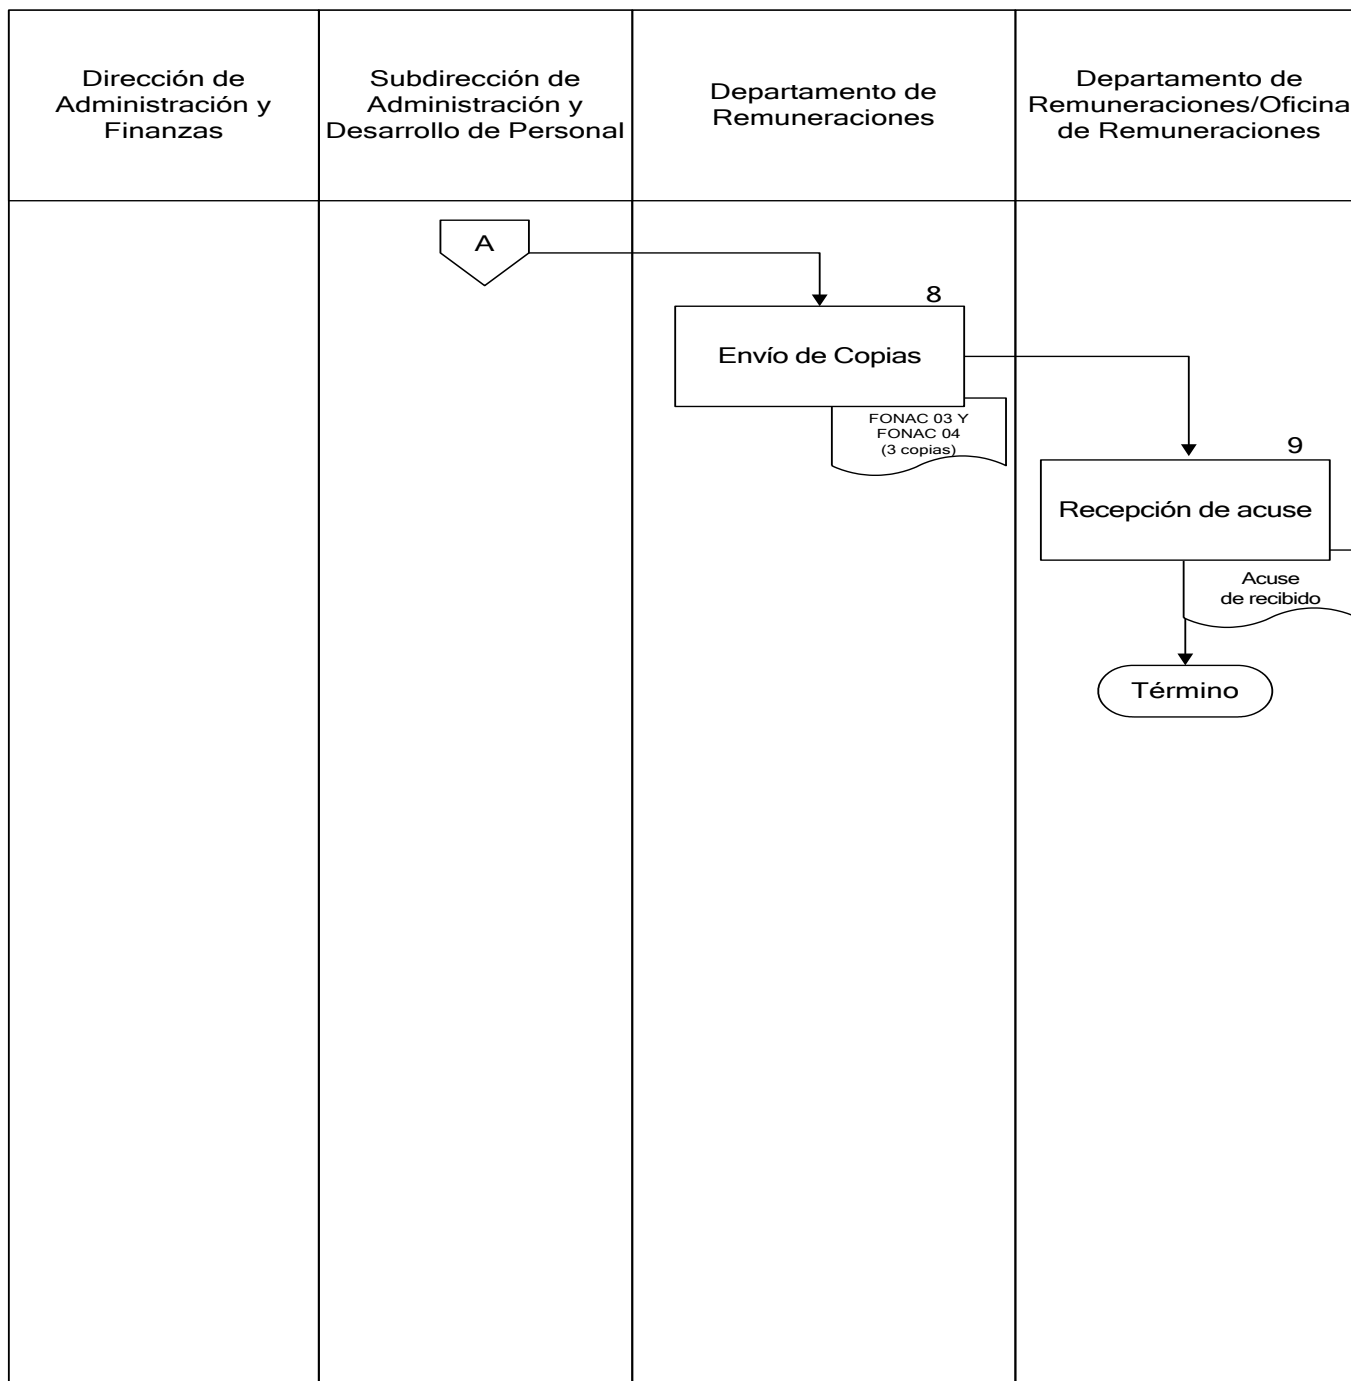 Dirección de
Administración y
Finanzas
Subdirección de
Administración y
Desarrollo de Personal
Departamento de
Remuneraciones
Departamento de
Remuneraciones/Oficina
de Remuneraciones
A
8
Envío de Copias
FONAC 03 Y
FONAC 04
(3 copias)
9
Recepción de acuse
Acuse
de recibido
Término